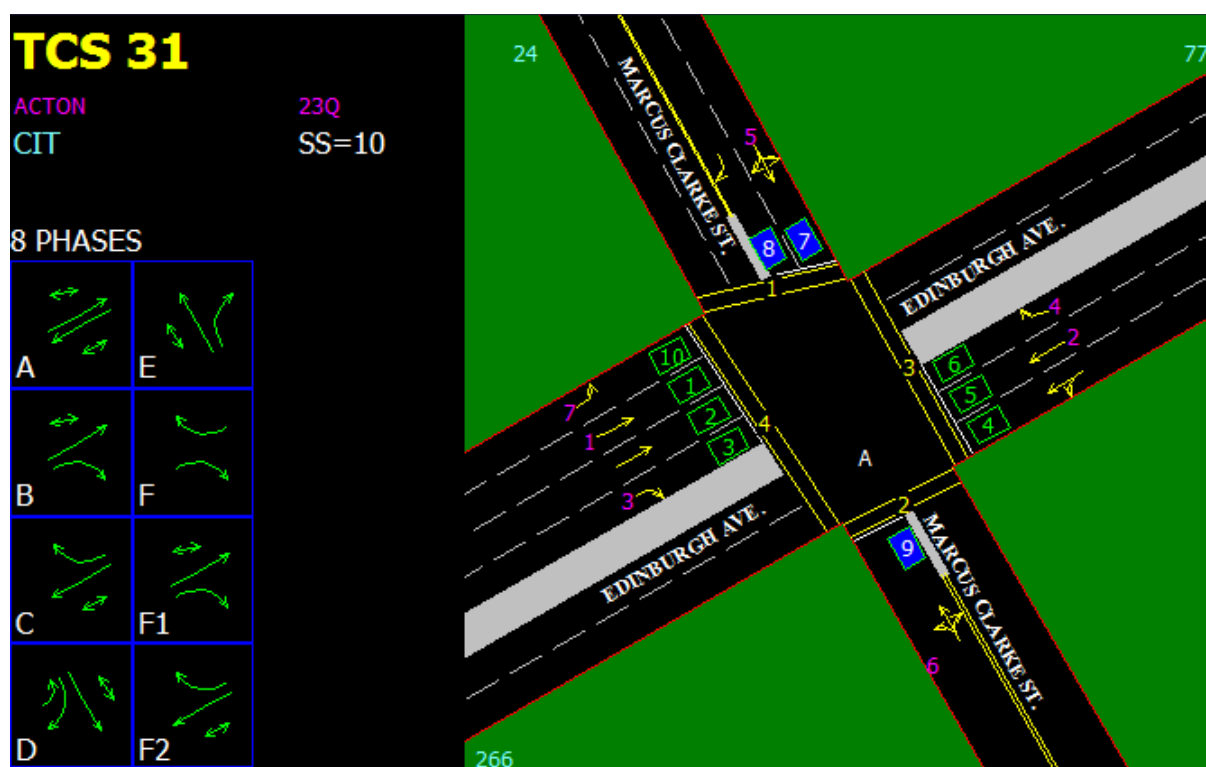 TCS 31
ACTON 23Q
CIT SS=10
8 PHASES
A E
B F
C F1
D F2
24
77
MARCUS CLARKE ST.
5
8 7
1
EDINBURGH AVE.
4
2
3
6
5
4
10
1
2
3
7
1
3
4
A
EDINBURGH AVE.
2
9
MARCUS CLARKE ST.
6
266